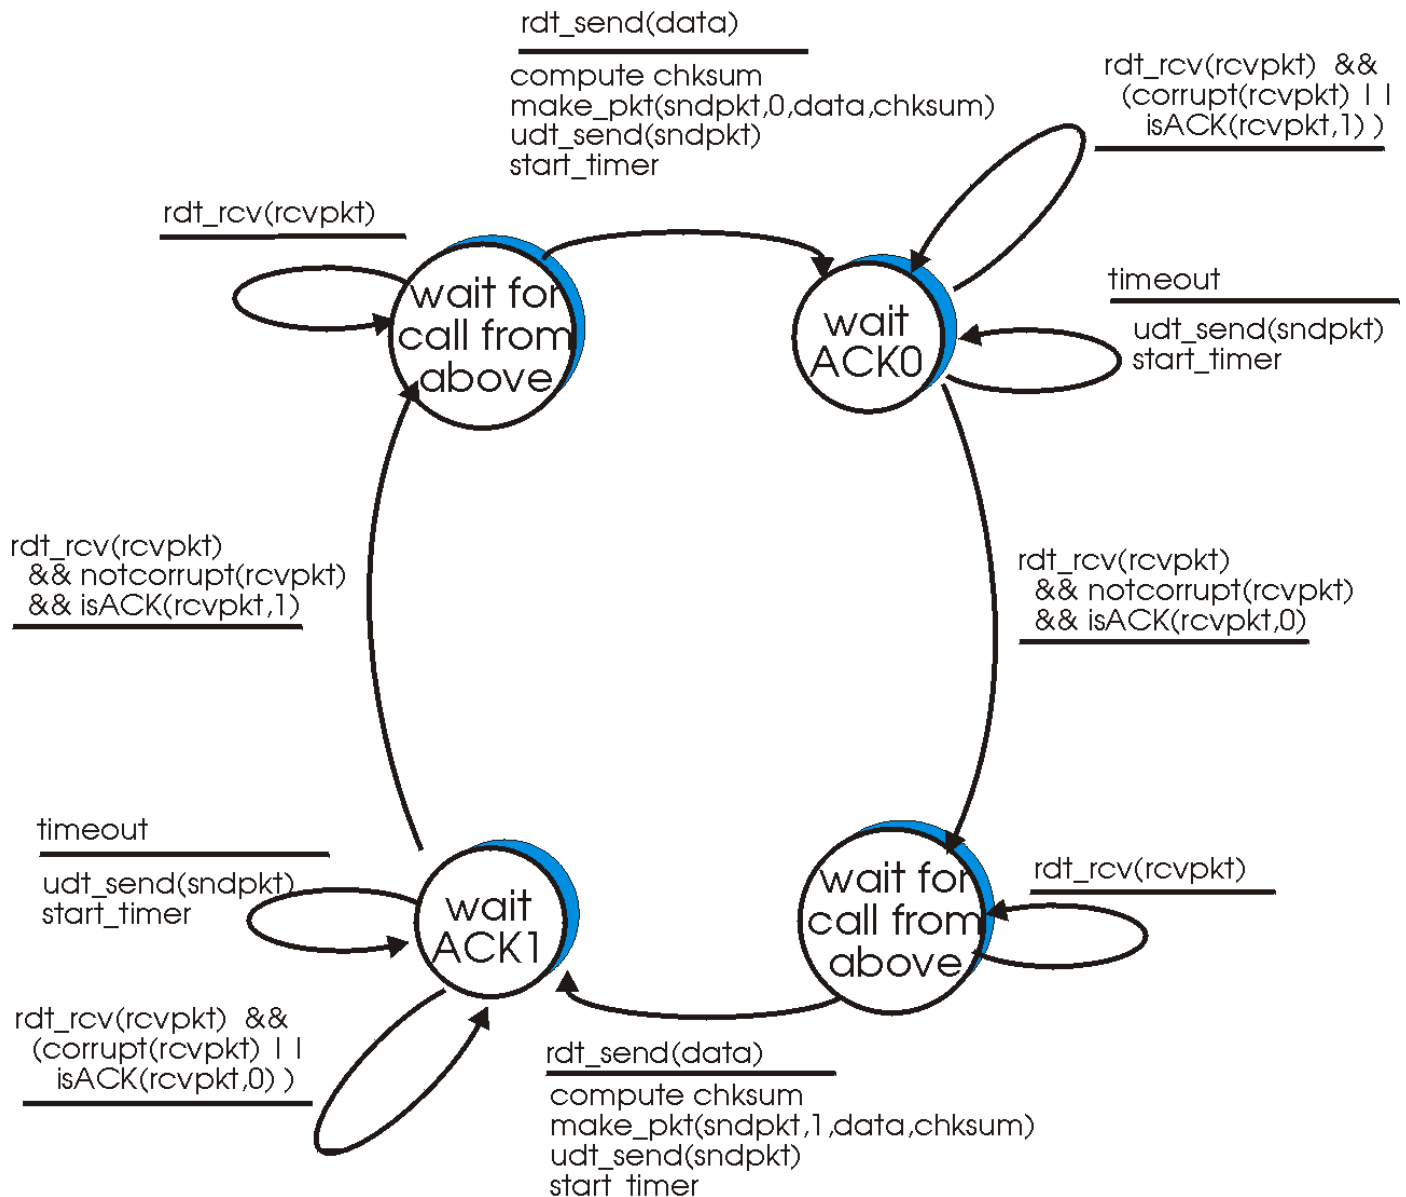 rdt_send(data)
compute chksum
make_pkt(sndpkt,0,data,chksum)
udt_send(sndpkt)
start_timer
rdt_rcv(rcvpkt) &&
(corrupt(rcvpkt) ||
isACK(rcvpkt,1) )
rdt_rcv(rcvpkt)
wait for
call from
above
wait
ACK0
timeout
udt_send(sndpkt)
start_timer
rdt_rcv(rcvpkt)
&& notcorrupt(rcvpkt)
&& isACK(rcvpkt,1)
rdt_rcv(rcvpkt)
&& notcorrupt(rcvpkt)
&& isACK(rcvpkt,0)
timeout
udt_send(sndpkt)
start_timer
wait
ACK1
wait for
call from
above
rdt_rcv(rcvpkt)
rdt_rcv(rcvpkt) &&
(corrupt(rcvpkt) ||
isACK(rcvpkt,0) )
rdt_send(data)
compute chksum
make_pkt(sndpkt,1,data,chksum)
udt_send(sndpkt)
start_timer